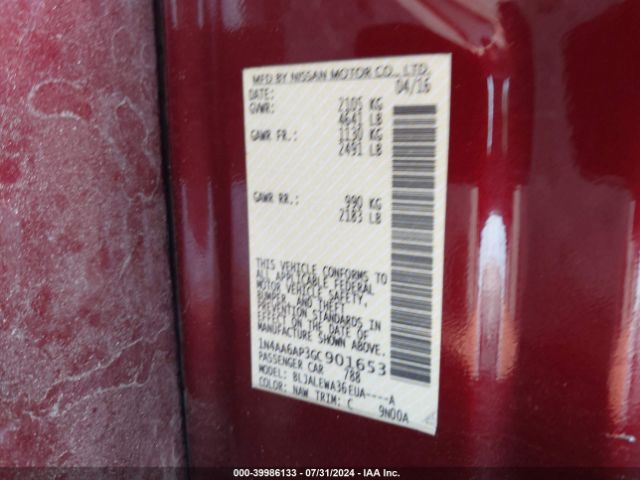 MFD BY NISSAN MOTOR CO., LTD.
DATE: 04/16
GVWR: 2105 KG
4641 LB
GAWR FR.: 1130 KG
2491 LB
GAWR RR.: 990 KG
2183 LB
THIS VEHICLE CONFORMS TO
ALL APPLICABLE FEDERAL
MOTOR VEHICLE SAFETY,
BUMPER, AND THEFT
PREVENTION STANDARDS IN
EFFECT ON THE DATE OF
MANUFACTURE SHOWN ABOVE.
1N4AA6AP3GC901653
PASSENGER CAR 788
MODEL: BLJALEWA36EUA----A
COLOR: NAW TRIM: C 9N00A
000-39986133 - 07/31/2024 - IAA Inc.